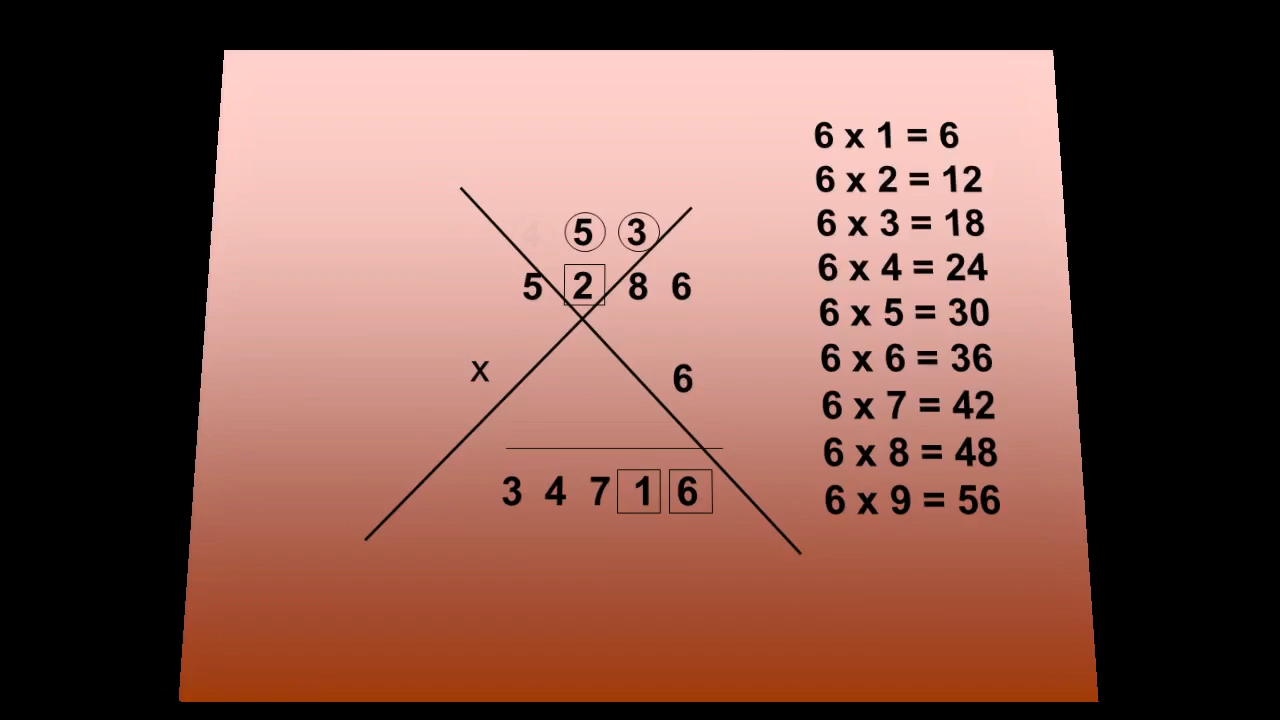 4 5 3
5 2 8 6
x 6
3 4 7 1 6
6 x 1 = 6
6 x 2 = 12
6 x 3 = 18
6 x 4 = 24
6 x 5 = 30
6 x 6 = 36
6 x 7 = 42
6 x 8 = 48
6 x 9 = 56